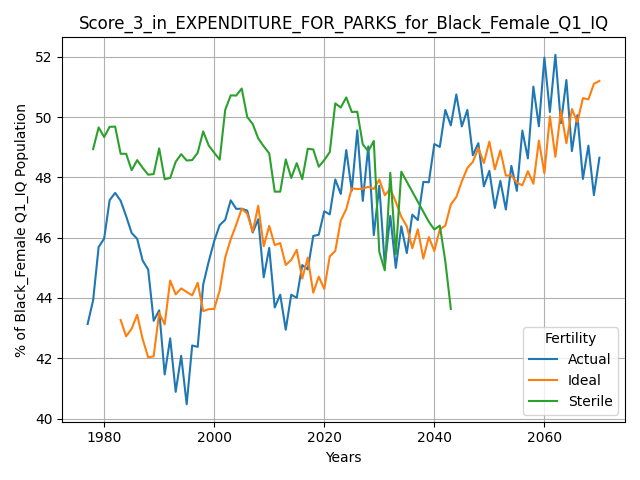 Score_3_in_EXPENDITURE_FOR_PARKS_for_Black_Female_Q1_IQ
% of Black_Female Q1_IQ Population
52
50
48
46
44
42
40
1980
2000
2020
2040
2060
Years
Fertility
Actual
Ideal
Sterile